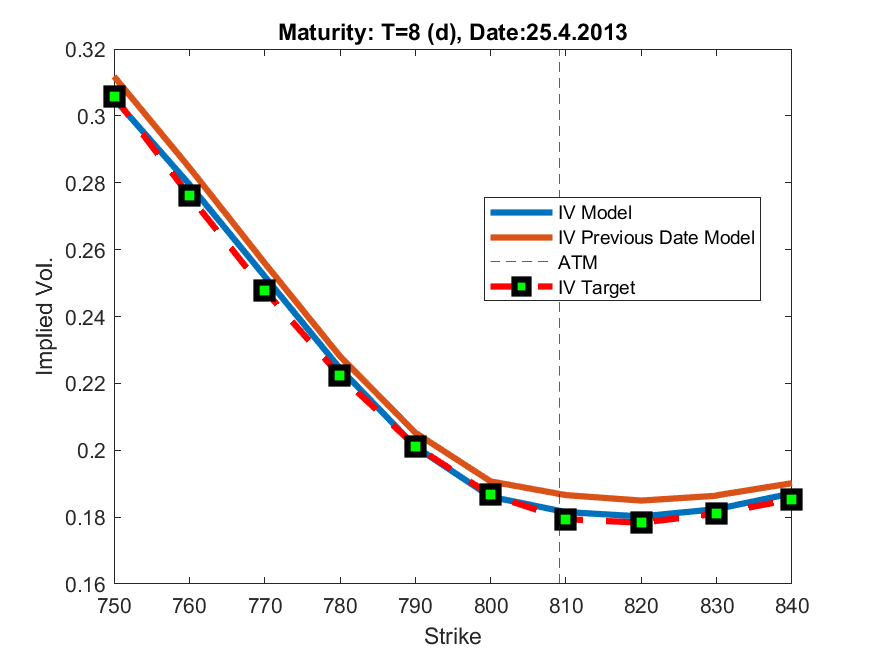 Maturity: T=8 (d), Date:25.4.2013
0.32
0.3
0.28
0.26
0.24
0.22
0.2
0.18
0.16
Implied Vol.
IV Model
IV Previous Date Model
ATM
IV Target
750 760 770 780 790 800 810 820 830 840
Strike